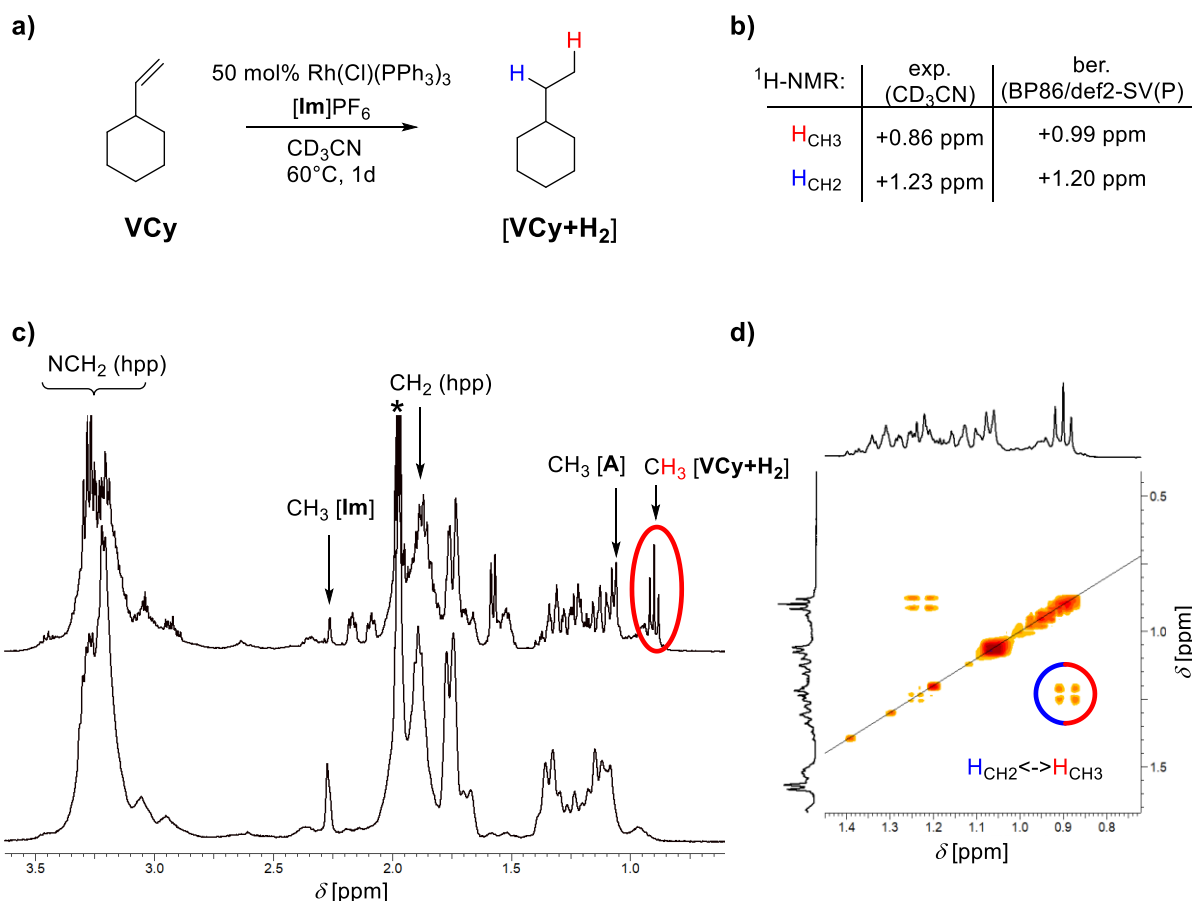 a)
H
H
50 mol% Rh(Cl)(PPh3)3
[Im]PF6
CD3CN
60°C, 1d
VCy
[VCy+H2]
b)
1H-NMR:
exp.
(CD3CN)
ber.
(BP86/def2-SV(P)
HCH3
+0.86 ppm
+0.99 ppm
HCH2
+1.23 ppm
+1.20 ppm
c)
NCH2 (hpp)
CH2 (hpp)
*
CH3 [Im]
CH3 [A]
CH3 [VCy+H2]
3.5
3.0
2.5
2.0
1.5
1.0
δ [ppm]
d)
0.5
1.0
1.5
δ [ppm]
HCH2<->HCH3
1.4
1.3
1.2
1.1
1.0
0.9
0.8
δ [ppm]